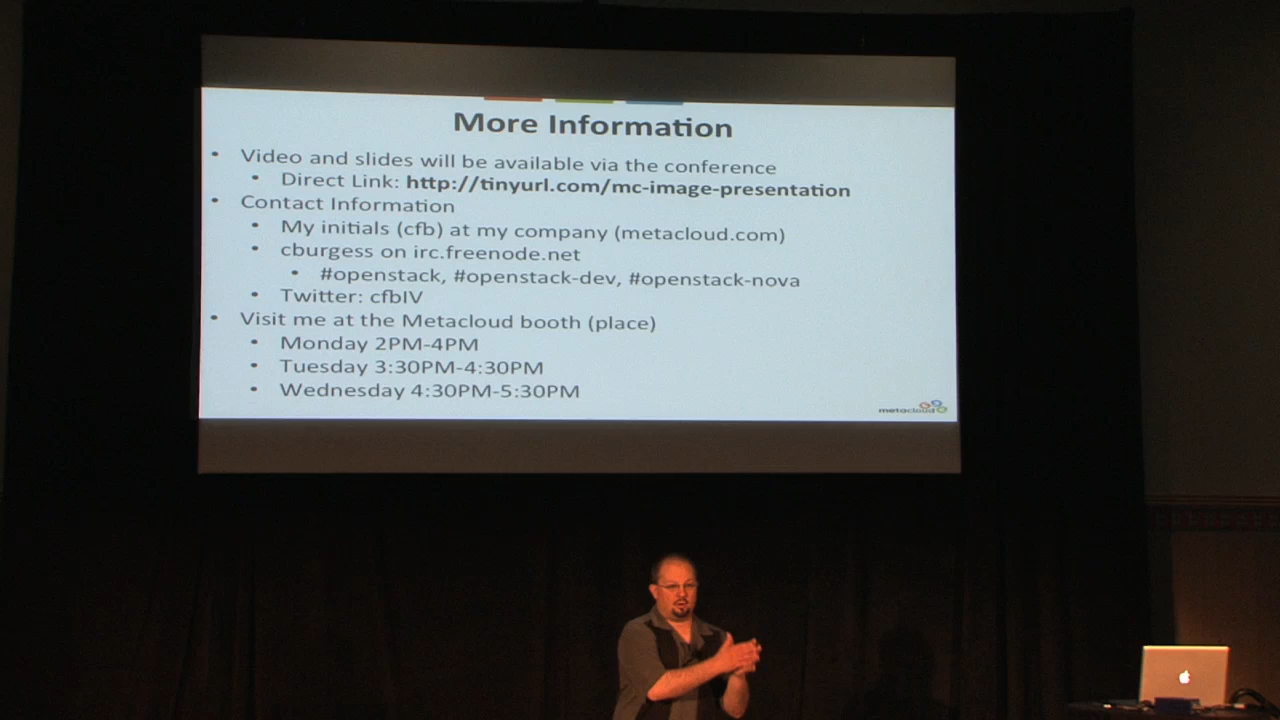 More Information
• Video and slides will be available via the conference
• Direct Link: http://tinyurl.com/mc-image-presentation
• Contact Information
• My initials (cfb) at my company (metacloud.com)
• cburgess on irc.freenode.net
• #openstack, #openstack-dev, #openstack-nova
• Twitter: cfbIV
• Visit me at the Metacloud booth (place)
• Monday 2PM-4PM
• Tuesday 3:30PM-4:30PM
• Wednesday 4:30PM-5:30PM
metacloud